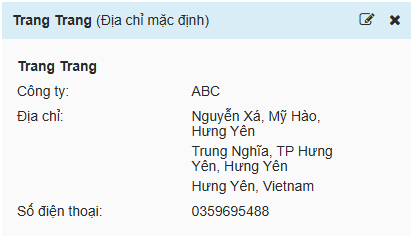 Trang Trang (Địa chỉ mặc định)
Trang Trang
Công ty: ABC
Địa chỉ: Nguyễn Xá, Mỹ Hào,
Hưng Yên
Trung Nghĩa, TP Hưng
Yên, Hưng Yên
Hưng Yên, Vietnam
Số điện thoại: 0359695488